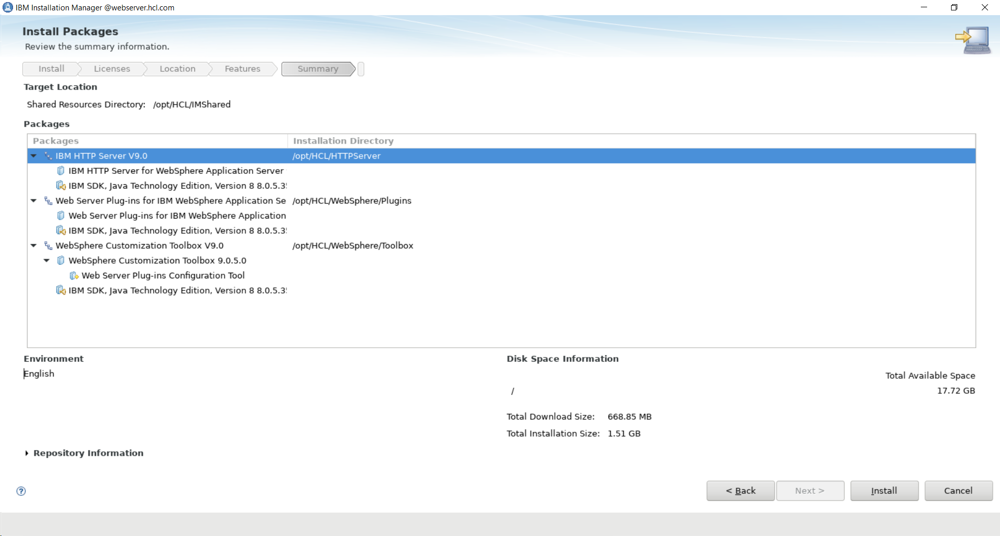 IBM Installation Manager @webserver.hcl.com
Install Packages
Review the summary information.
Install Licenses Location Features Summary
Target Location
Shared Resources Directory: /opt/HCL/IMShared
Packages
Packages Installation Directory
IBM HTTP Server V9.0 /opt/HCL/HTTPServer
IBM HTTP Server for WebSphere Application Server
IBM SDK, Java Technology Edition, Version 8 8.0.5.3
Web Server Plug-ins for IBM WebSphere Application Se /opt/HCL/WebSphere/Plugins
Web Server Plug-ins for IBM WebSphere Application
IBM SDK, Java Technology Edition, Version 8 8.0.5.3
WebSphere Customization Toolbox V9.0 /opt/HCL/WebSphere/Toolbox
WebSphere Customization Toolbox 9.0.5.0
Web Server Plug-ins Configuration Tool
IBM SDK, Java Technology Edition, Version 8 8.0.5.3
Environment
English
Disk Space Information
Total Available Space
/ 17.72 GB
Total Download Size: 668.85 MB
Total Installation Size: 1.51 GB
Repository Information
?
< Back Next > Install Cancel